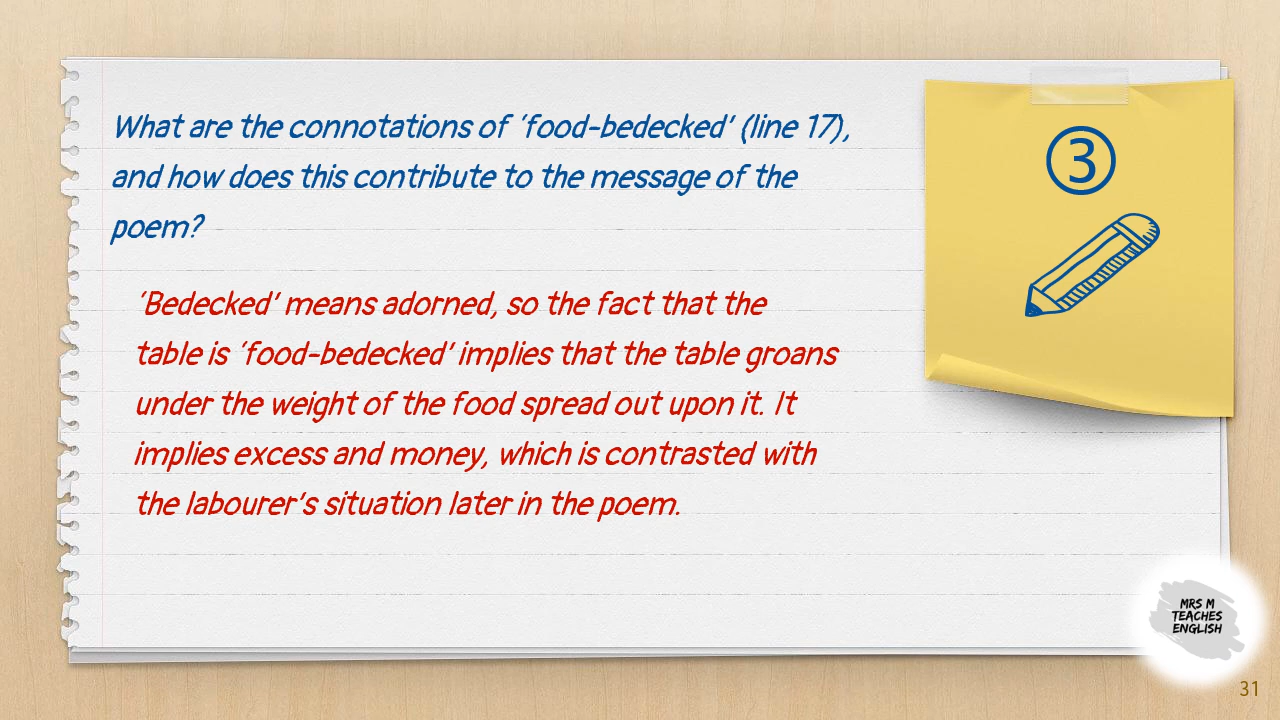 What are the connotations of ‘food-bedecked’ (line 17),
and how does this contribute to the message of the
poem?
‘Bedecked’ means adorned, so the fact that the
table is ‘food-bedecked’ implies that the table groans
under the weight of the food spread out upon it. It
implies excess and money, which is contrasted with
the labourer’s situation later in the poem.
3
MRS M
TEACHES
ENGLISH
31